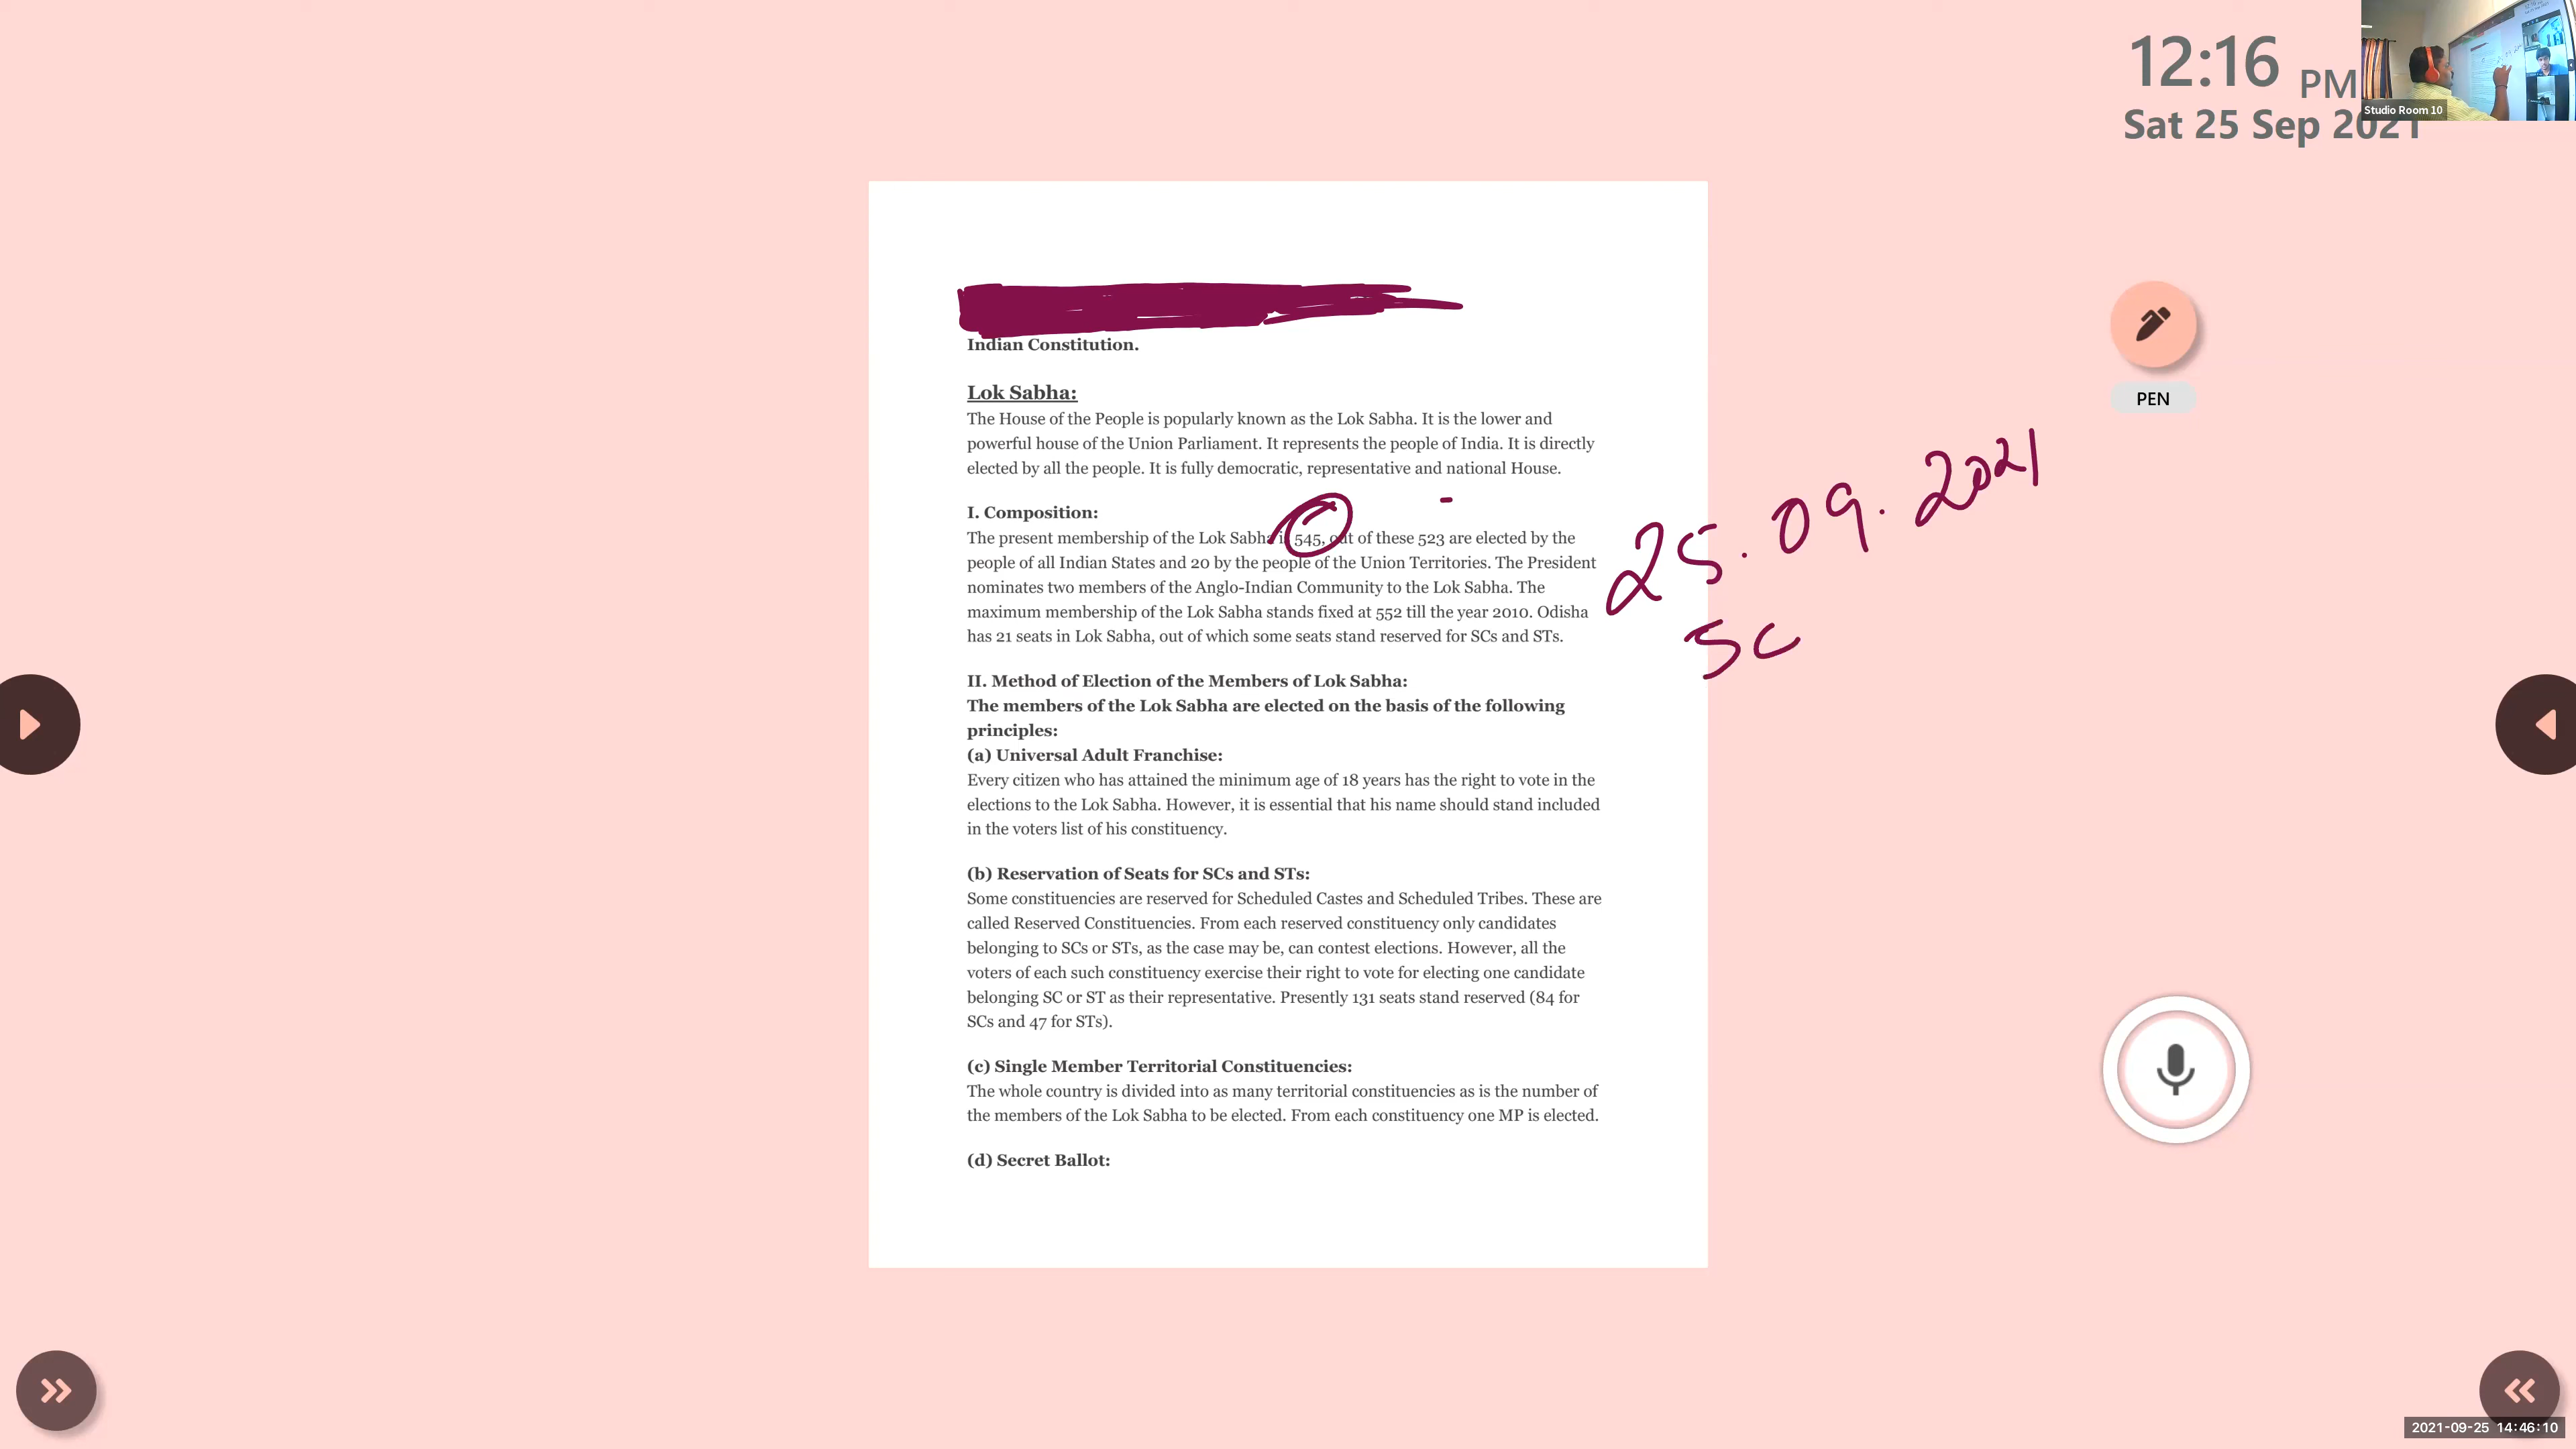 12:16 PM
Sat 25 Sep 2021
Studio Room 10
PEN
Indian Constitution.
Lok Sabha:
The House of the People is popularly known as the Lok Sabha. It is the lower and
powerful house of the Union Parliament. It represents the people of India. It is directly
elected by all the people. It is fully democratic, representative and national House.
I. Composition:
The present membership of the Lok Sabha is 545, out of these 523 are elected by the
people of all Indian States and 20 by the people of the Union Territories. The President
nominates two members of the Anglo-Indian Community to the Lok Sabha. The
maximum membership of the Lok Sabha stands fixed at 552 till the year 2010. Odisha
has 21 seats in Lok Sabha, out of which some seats stand reserved for SCs and STs.
25.09.2021
SC
II. Method of Election of the Members of Lok Sabha:
The members of the Lok Sabha are elected on the basis of the following
principles:
(a) Universal Adult Franchise:
Every citizen who has attained the minimum age of 18 years has the right to vote in the
elections to the Lok Sabha. However, it is essential that his name should stand included
in the voters list of his constituency.
(b) Reservation of Seats for SCs and STs:
Some constituencies are reserved for Scheduled Castes and Scheduled Tribes. These are
called Reserved Constituencies. From each reserved constituency only candidates
belonging to SCs or STs, as the case may be, can contest elections. However, all the
voters of each such constituency exercise their right to vote for electing one candidate
belonging SC or ST as their representative. Presently 131 seats stand reserved (84 for
SCs and 47 for STs).
(c) Single Member Territorial Constituencies:
The whole country is divided into as many territorial constituencies as is the number of
the members of the Lok Sabha to be elected. From each constituency one MP is elected.
(d) Secret Ballot:
2021-09-25 14:46:10